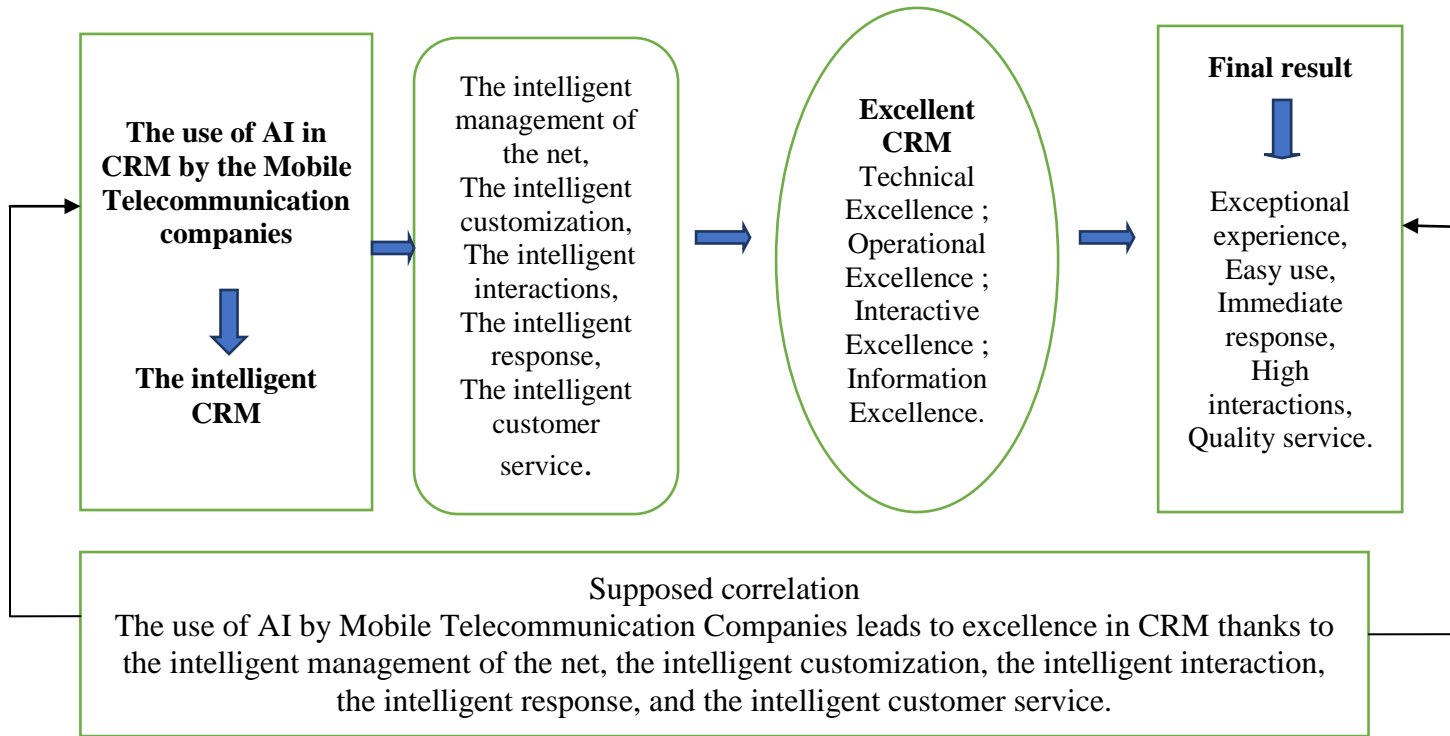 The use of AI in
CRM by the Mobile
Telecommunication
companies
The intelligent
CRM
The intelligent
management of
the net,
The intelligent
customization,
The intelligent
interactions,
The intelligent
response,
The intelligent
customer
service.
Excellent
CRM
Technical
Excellence ;
Operational
Excellence ;
Interactive
Excellence ;
Information
Excellence.
Final result
Exceptional
experience,
Easy use,
Immediate
response,
High
interactions,
Quality service.
Supposed correlation
The use of AI by Mobile Telecommunication Companies leads to excellence in CRM thanks to
the intelligent management of the net, the intelligent customization, the intelligent interaction,
the intelligent response, and the intelligent customer service.